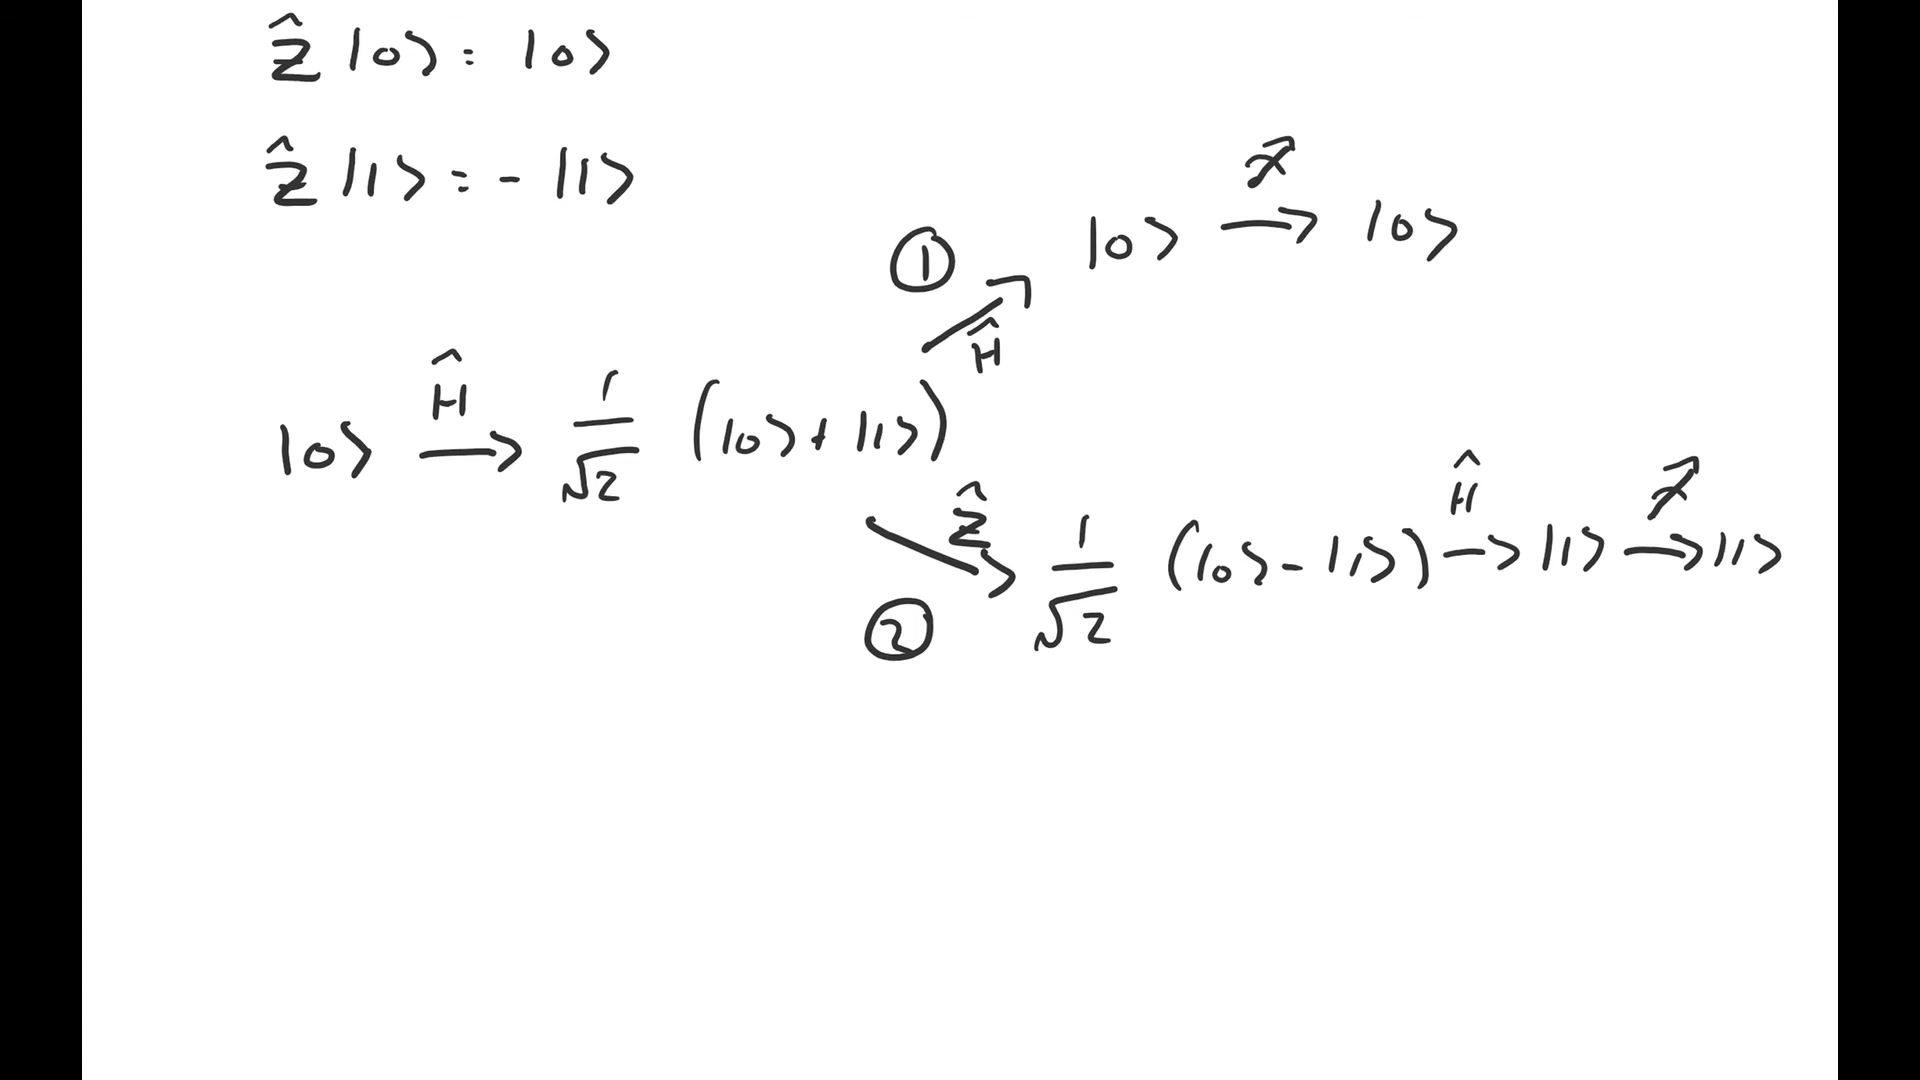 Ẑ |0⟩ = |0⟩
Ẑ |1⟩ = - |1⟩
① Ĥ |0⟩ → |0⟩
|0⟩ Ĥ → 1/√2 (|0⟩ + |1⟩)
② Ẑ 1/√2 (|0⟩ - |1⟩) Ĥ → |1⟩ → |1⟩